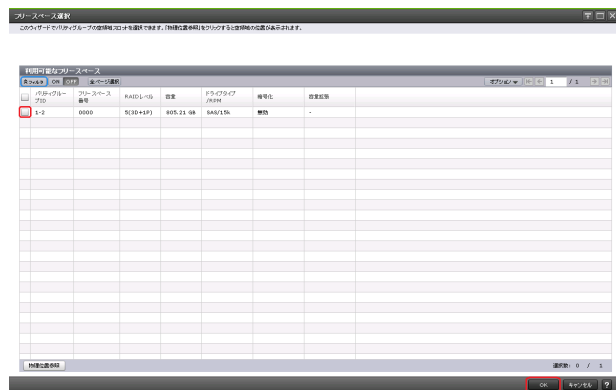 フリースペース選択
このウィザードでパリティグループの空領域スロットを選択できます。「物理位置参照」をクリックすると空領域の位置が表示されます。
利用可能なフリースペース
フィルタ ON OFF 全ページ選択 オプション 1 / 1
パリティグループID フリースペース番号 RAIDレベル 容量 ドライブタイプ/RPM 暗号化 容量拡張
1-2 0000 5(3D+1P) 805.21 GB SAS/15k 無効 -
物理位置参照 選択数: 0 / 1
OK キャンセル ?